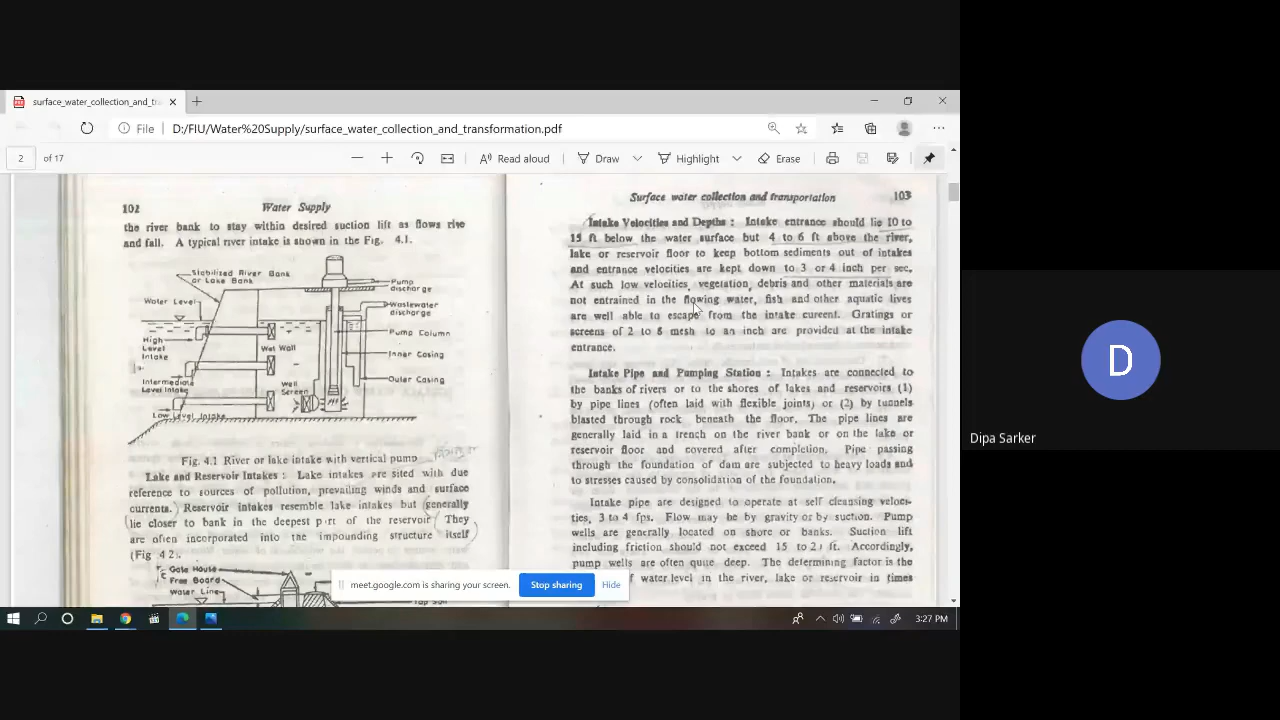 surface_water_collection_and_tra
File
D:/FIU/Water%20Supply/surface_water_collection_and_transformation.pdf
2 of 17
Read aloud
Draw
Highlight
Erase
102 Water Supply
the river bank to stay within desired suction lift as flows rise
and fall. A typical river intake is shown in the Fig. 4.1.
Stabilized River Bank
or Lake Bank
Pump
discharge
Water Level
Wastewater
discharge
Pump Column
High
Level
Intake
Wet Wall
Inner Casing
Intermediate
Level Intake
Well
Screen
Outer Casing
Low Level Intake
Fig. 4.1 River or lake intake with vertical pump
Lake and Reservoir Intakes : Lake intakes are sited with due
reference to sources of pollution, prevailing winds and surface
currents. Reservoir intakes resemble lake intakes but (generally
lie closer to bank in the deepest part of the reservoir (They
are often incorporated into the impounding structure itself
(Fig 4 2).
Gate House
Free Board
Water Line
Top Soil
Surface water collection and transportation 103
Intake Velocities and Depths : Intake entrance should lie 10 to
15 ft below the water surface but 4 to 6 ft above the river,
lake or reservoir floor to keep bottom sediments out of intakes
and entrance velocities are kept down to 3 or 4 inch per sec.
At such low velocities, vegetation, debris and other materials are
not entrained in the flowing water, fish and other aquatic lives
are well able to escape from the intake current. Gratings or
screens of 2 to 8 mesh to an inch are provided at the intake
entrance.
Intake Pipe and Pumping Station : Intakes are connected to
the banks of rivers or to the shores of lakes and reservoirs (1)
by pipe lines (often laid with flexible joints) or (2) by tunnels
blasted through rock beneath the floor. The pipe lines are
generally laid in a trench on the river bank or on the lake or
reservoir floor and covered after completion. Pipe passing
through the foundation of dam are subjected to heavy loads and
to stresses caused by consolidation of the foundation.
Intake pipe are designed to operate at self cleansing veloci-
ties, 3 to 4 fps. Flow may be by gravity or by suction. Pump
wells are generally located on shore or banks. Suction lift
including friction should not exceed 15 to ft. Accordingly,
pump wells are often quite deep. The determining factor is the
f water level in the river, lake or reservoir in times
meet.google.com is sharing your screen.
Stop sharing
Hide
3:27 PM
D
Dipa Sarker